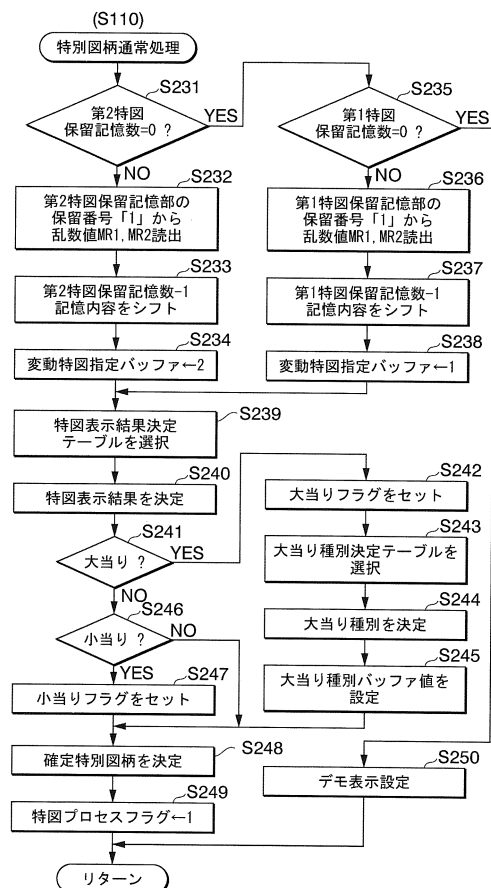 (S110)
特別図柄通常処理
S231
第2特図
保留記憶数=0 ?
YES
NO
S235
第1特図
保留記憶数=0 ?
YES
NO
S232
第2特図保留記憶部の
保留番号「1」から
乱数値MR1,MR2読出
S236
第1特図保留記憶部の
保留番号「1」から
乱数値MR1,MR2読出
S233
第2特図保留記憶数-1
記憶内容をシフト
S237
第1特図保留記憶数-1
記憶内容をシフト
S234
変動特図指定バッファ←2
S238
変動特図指定バッファ←1
S239
特図表示結果決定
テーブルを選択
S240
特図表示結果を決定
S241
大当り ?
YES
NO
S242
大当りフラグをセット
S243
大当り種別決定テーブルを
選択
S244
大当り種別を決定
S245
大当り種別バッファ値を
設定
S246
小当り ?
NO
YES
S247
小当りフラグをセット
S248
確定特別図柄を決定
S249
特図プロセスフラグ←1
S250
デモ表示設定
リターン